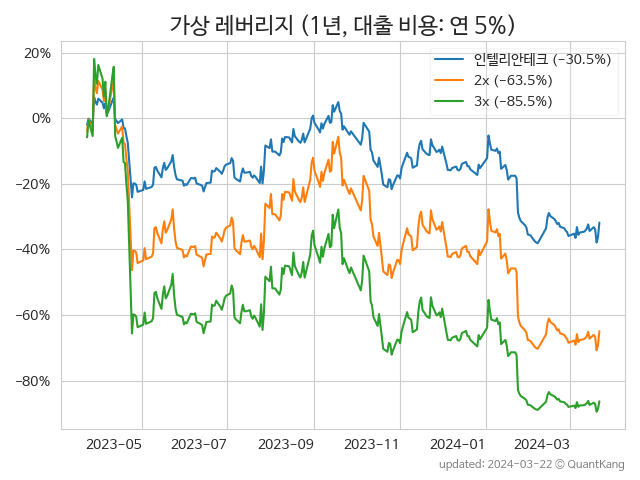 가상 레버리지 (1년, 대출 비용: 연 5%)
인텔리안테크 (−30.5%)
2x (−63.5%)
3x (−85.5%)
20%
0%
−20%
−40%
−60%
−80%
2023-05 2023-07 2023-09 2023-11 2024-01 2024-03
updated: 2024-03-22 © QuantKang